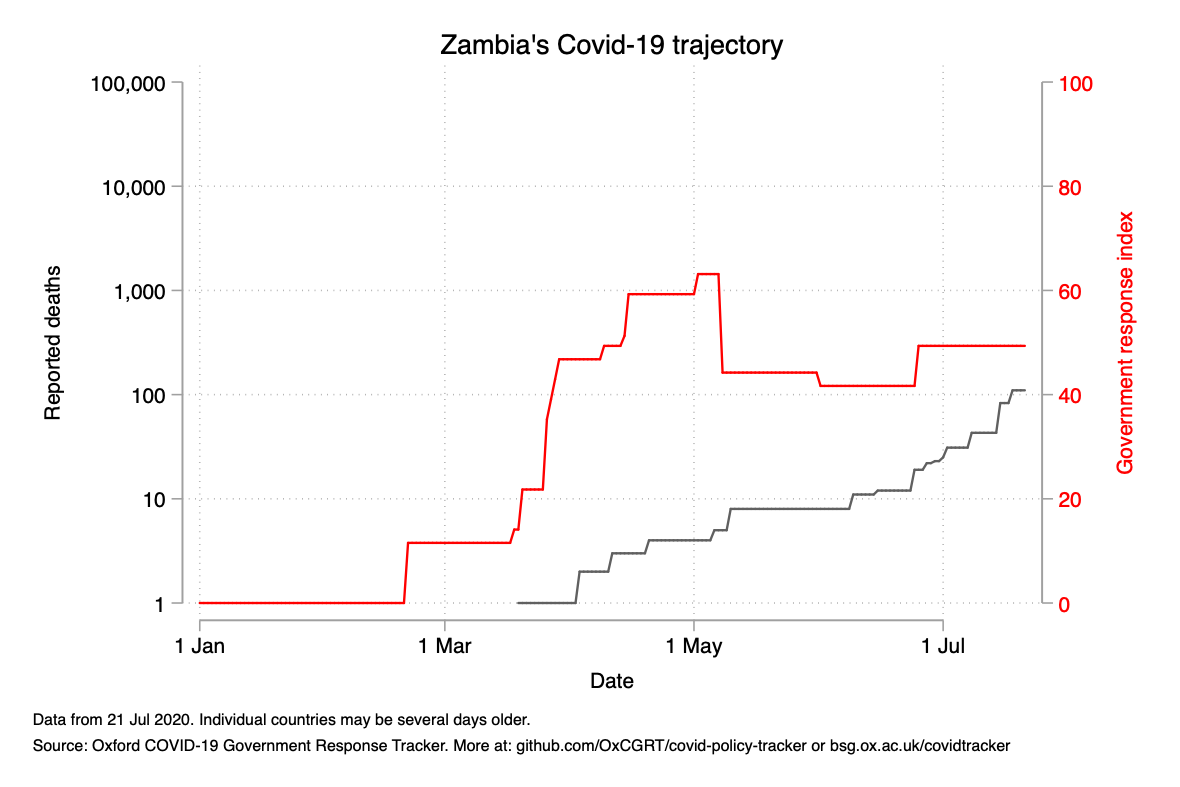 Zambia's Covid-19 trajectory
100,000
10,000
1,000
100
10
1
Reported deaths
100
80
60
40
20
0
Government response index
1 Jan
1 Mar
1 May
1 Jul
Date
Data from 21 Jul 2020. Individual countries may be several days older.
Source: Oxford COVID-19 Government Response Tracker. More at: github.com/OxCGRT/covid-policy-tracker or bsg.ox.ac.uk/covidtracker